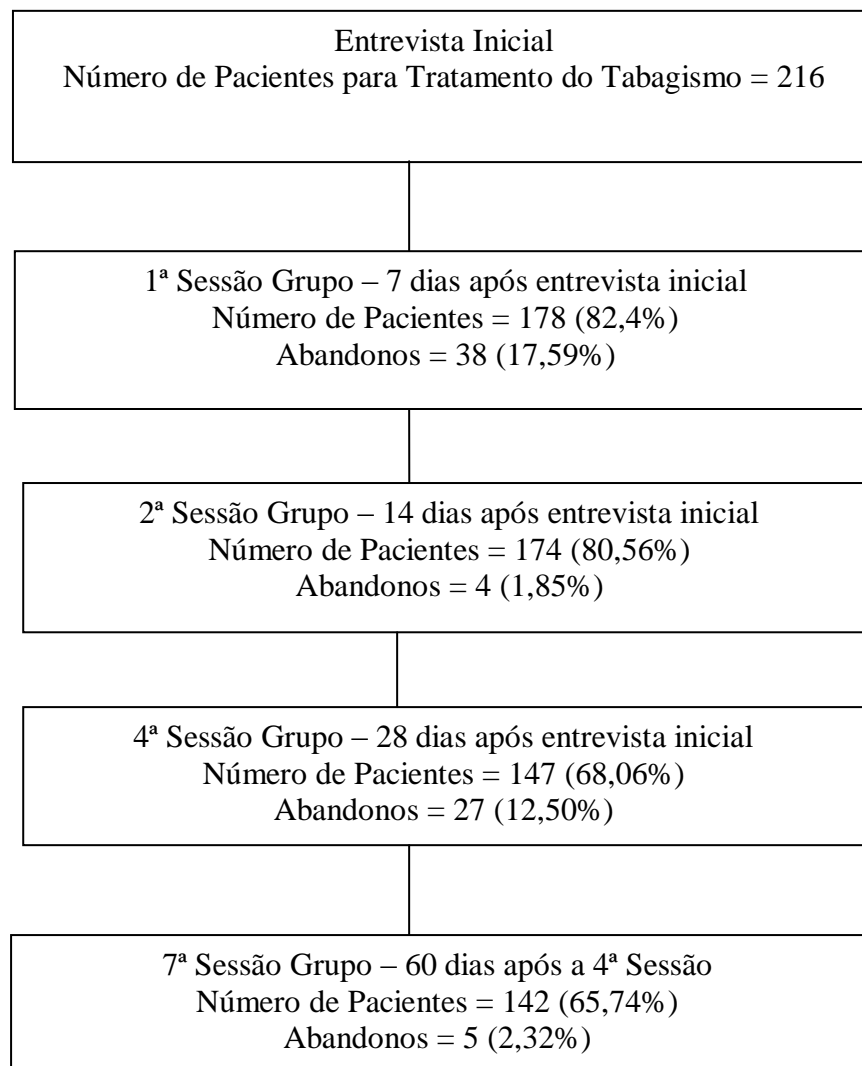 Entrevista Inicial
Número de Pacientes para Tratamento do Tabagismo = 216
1ª Sessão Grupo – 7 dias após entrevista inicial
Número de Pacientes = 178 (82,4%)
Abandonos = 38 (17,59%)
2ª Sessão Grupo – 14 dias após entrevista inicial
Número de Pacientes = 174 (80,56%)
Abandonos = 4 (1,85%)
4ª Sessão Grupo – 28 dias após entrevista inicial
Número de Pacientes = 147 (68,06%)
Abandonos = 27 (12,50%)
7ª Sessão Grupo – 60 dias após a 4ª Sessão
Número de Pacientes = 142 (65,74%)
Abandonos = 5 (2,32%)